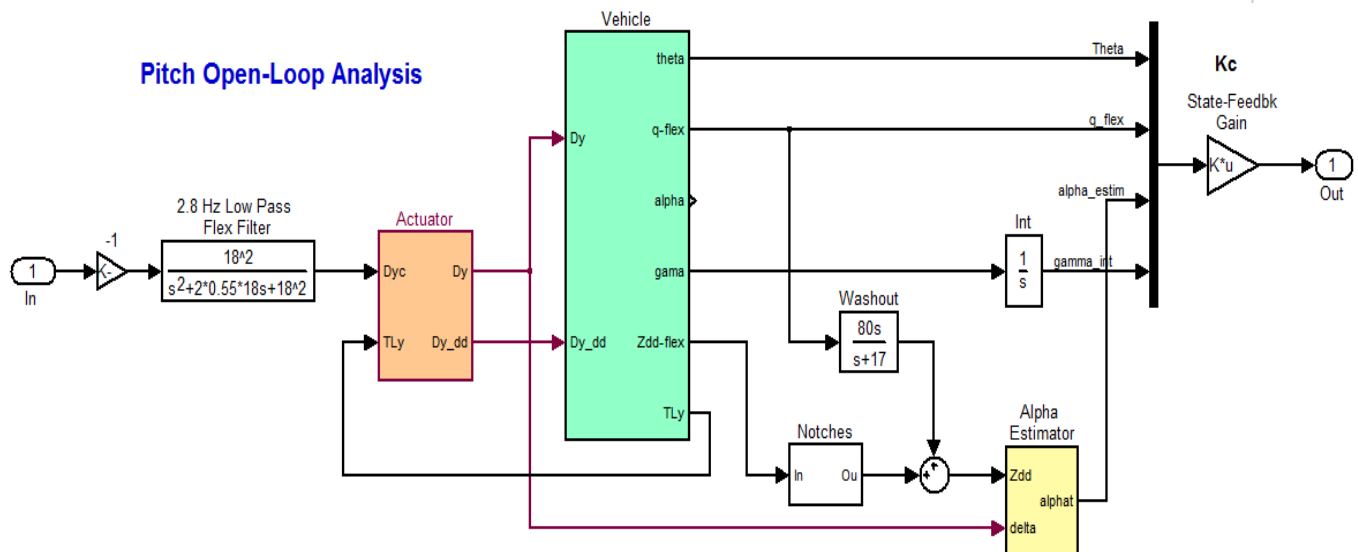 Pitch Open-Loop Analysis
Vehicle
theta
q-flex
alpha
gama
Zdd-flex
TLy
Dy
Dy_dd
Theta
q_flex
alpha_estim
gamma_int
Kc
State-Feedbk
Gain
K*u
1
Out
1
In
-1
K-
2.8 Hz Low Pass
Flex Filter
18^2
s^2+2*0.55*18s+18^2
Actuator
Dyc
Dy
TLy
Dy_dd
Int
1
s
Washout
80s
s+17
Notches
In
Ou
+
+
Alpha
Estimator
Zdd
alphat
delta